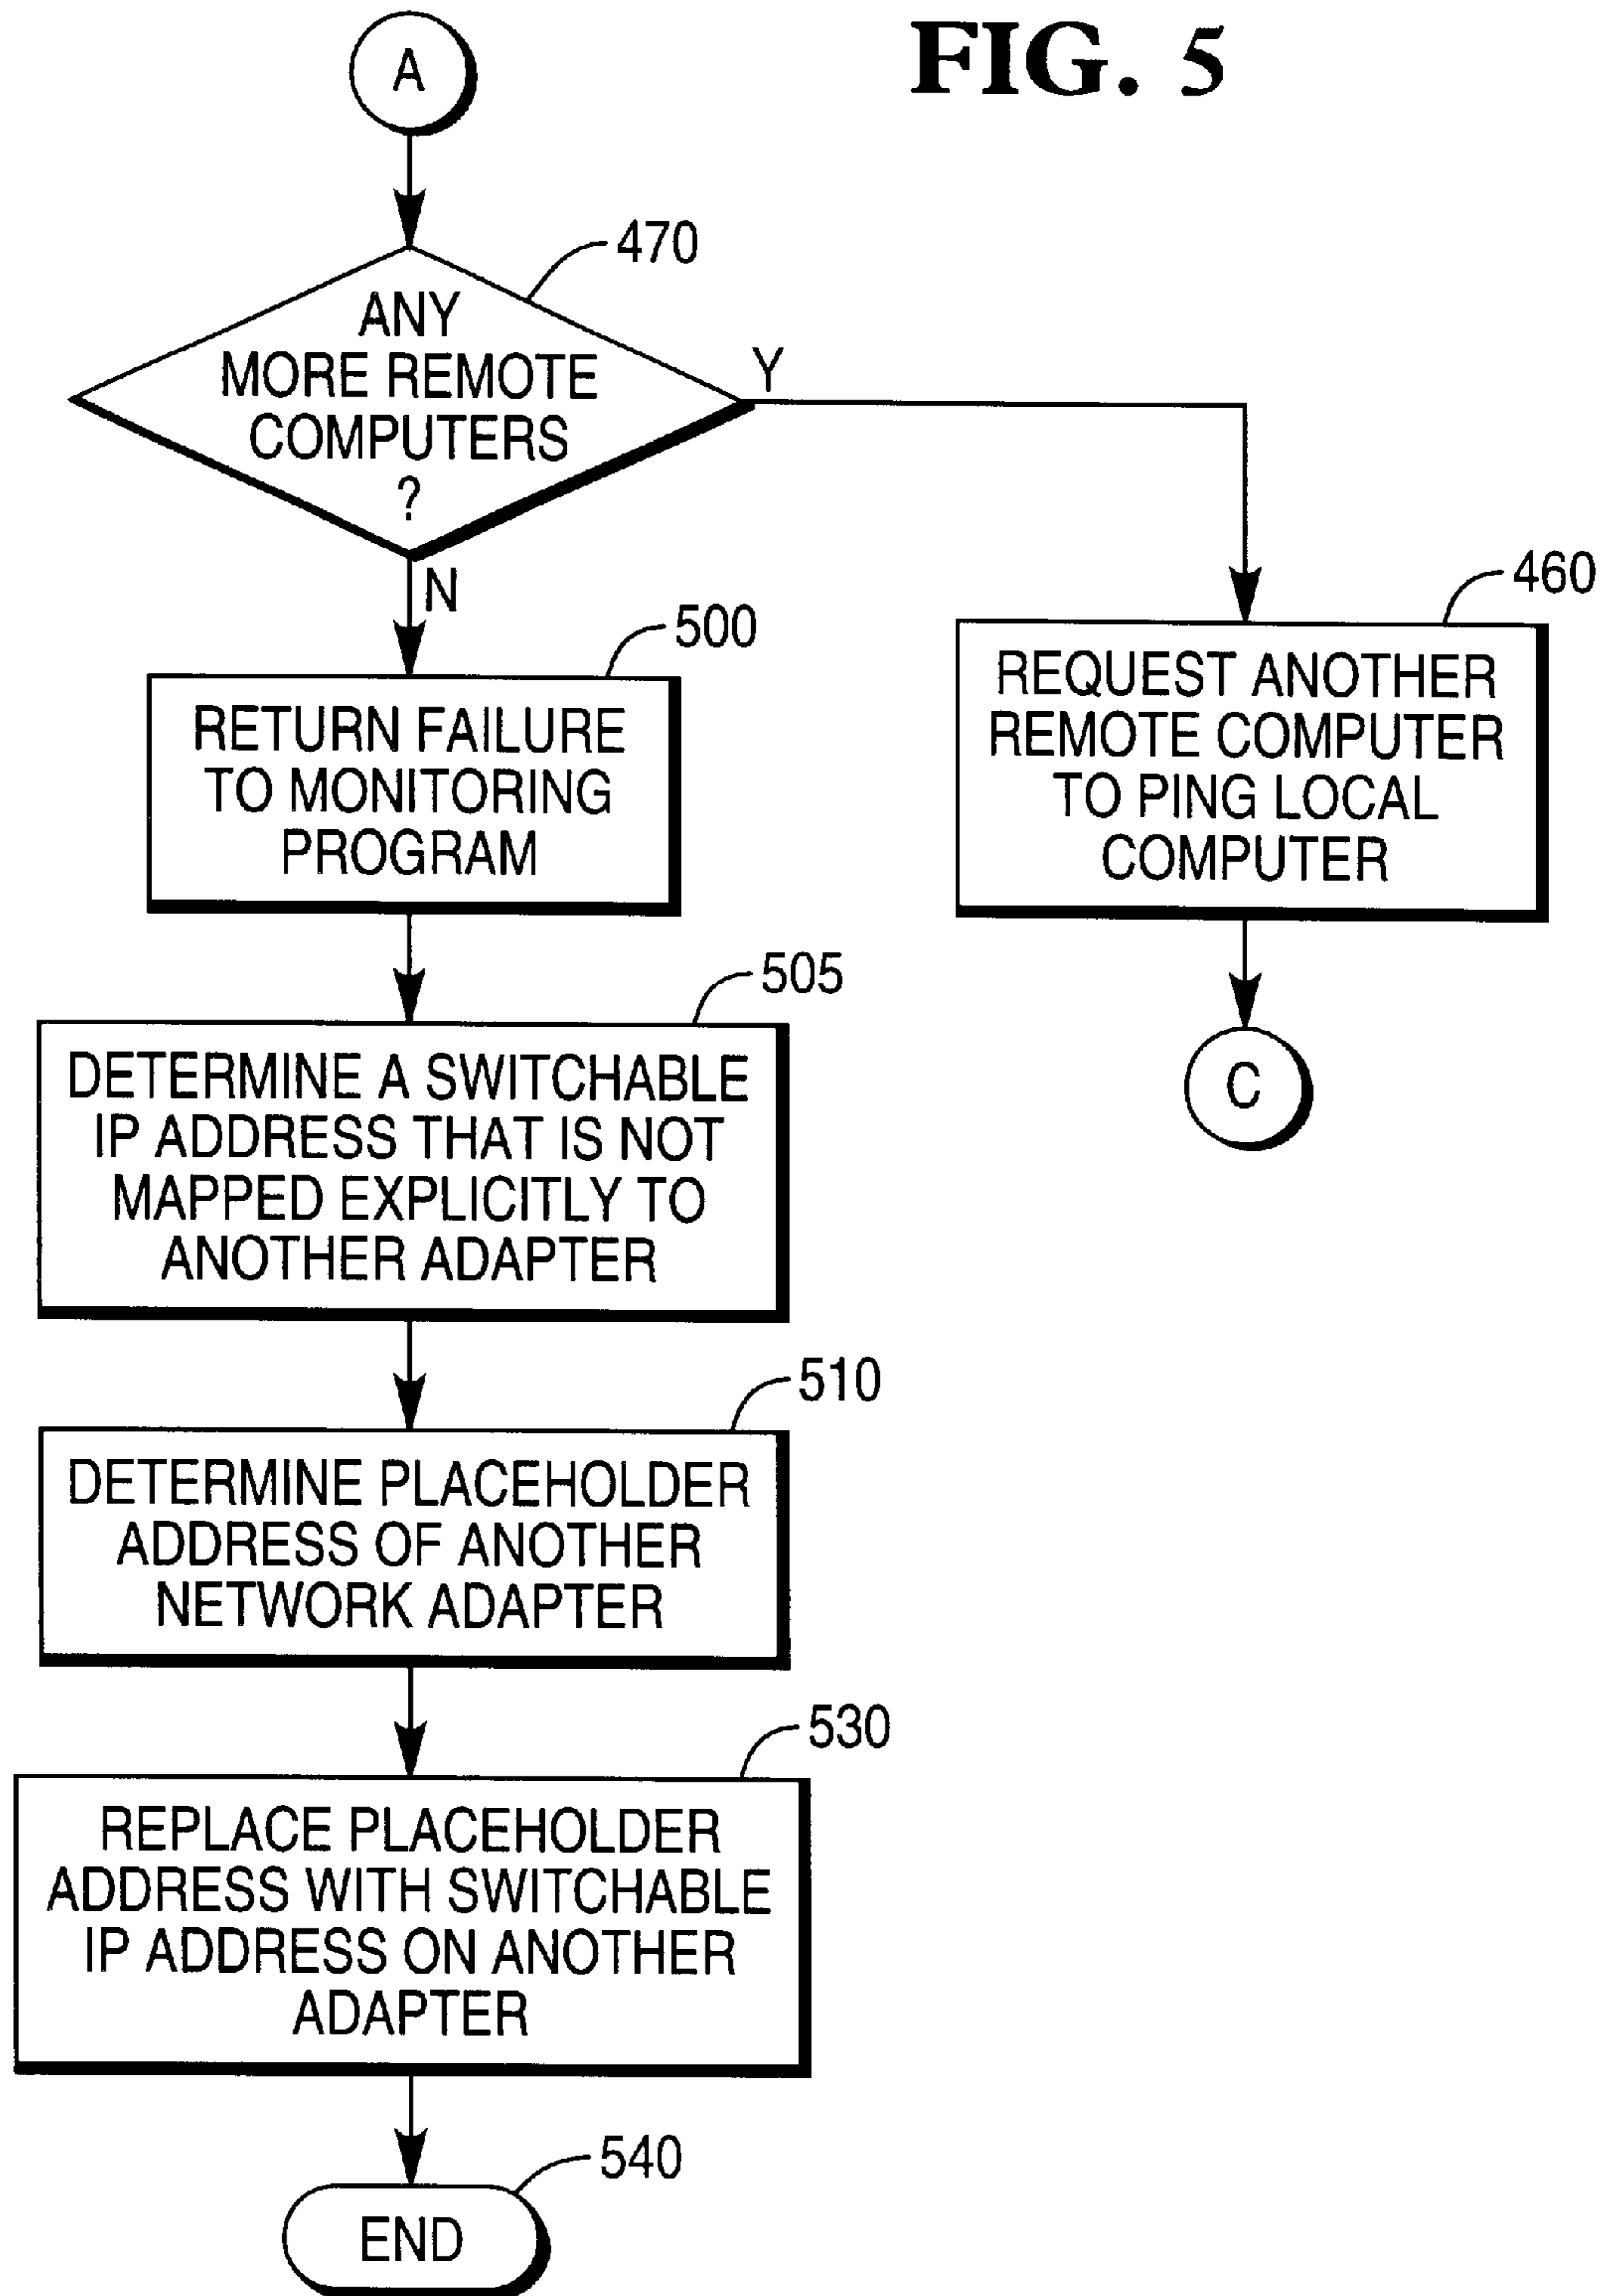 FIG. 5
A
470
ANY
MORE REMOTE
COMPUTERS
?
Y
N
500
RETURN FAILURE
TO MONITORING
PROGRAM
460
REQUEST ANOTHER
REMOTE COMPUTER
TO PING LOCAL
COMPUTER
C
505
DETERMINE A SWITCHABLE
IP ADDRESS THAT IS NOT
MAPPED EXPLICITLY TO
ANOTHER ADAPTER
510
DETERMINE PLACEHOLDER
ADDRESS OF ANOTHER
NETWORK ADAPTER
530
REPLACE PLACEHOLDER
ADDRESS WITH SWITCHABLE
IP ADDRESS ON ANOTHER
ADAPTER
540
END